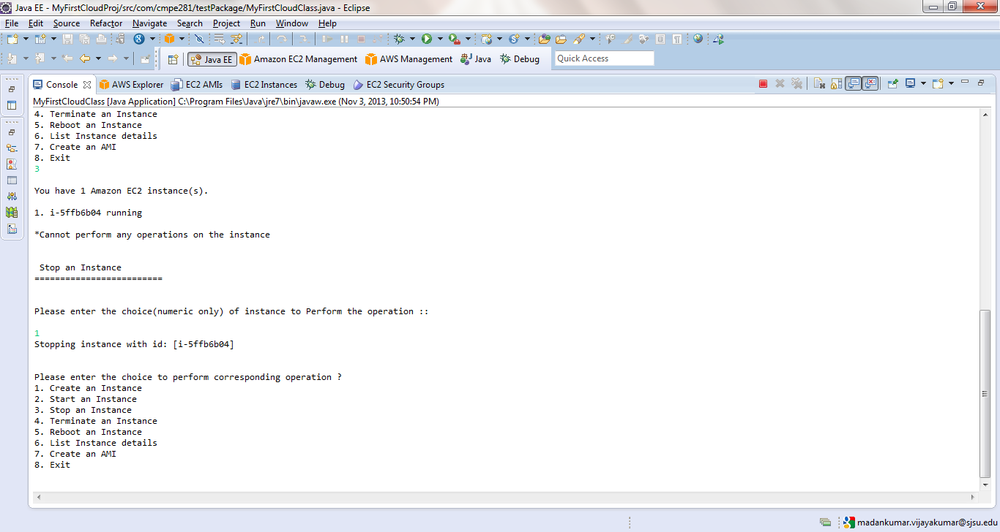 Java EE - MyFirstCloudProj/src/com/cmpe281/testPackage/MyFirstCloudClass.java - Eclipse
File Edit Source Refactor Navigate Search Project Run Window Help
Java EE Amazon EC2 Management AWS Management Java Debug Quick Access
Console AWS Explorer EC2 AMIs EC2 Instances Debug EC2 Security Groups
MyFirstCloudClass [Java Application] C:\Program Files\Java\jre7\bin\javaw.exe (Nov 3, 2013, 10:50:54 PM)
4. Terminate an Instance
5. Reboot an Instance
6. List Instance details
7. Create an AMI
8. Exit
3
You have 1 Amazon EC2 instance(s).
1. i-5ffb6b04 running
*Cannot perform any operations on the instance
Stop an Instance
=========================
Please enter the choice(numeric only) of instance to Perform the operation ::
1
Stopping instance with id: [i-5ffb6b04]
Please enter the choice to perform corresponding operation ?
1. Create an Instance
2. Start an Instance
3. Stop an Instance
4. Terminate an Instance
5. Reboot an Instance
6. List Instance details
7. Create an AMI
8. Exit
madankumar.vijayakumar@sjsu.edu